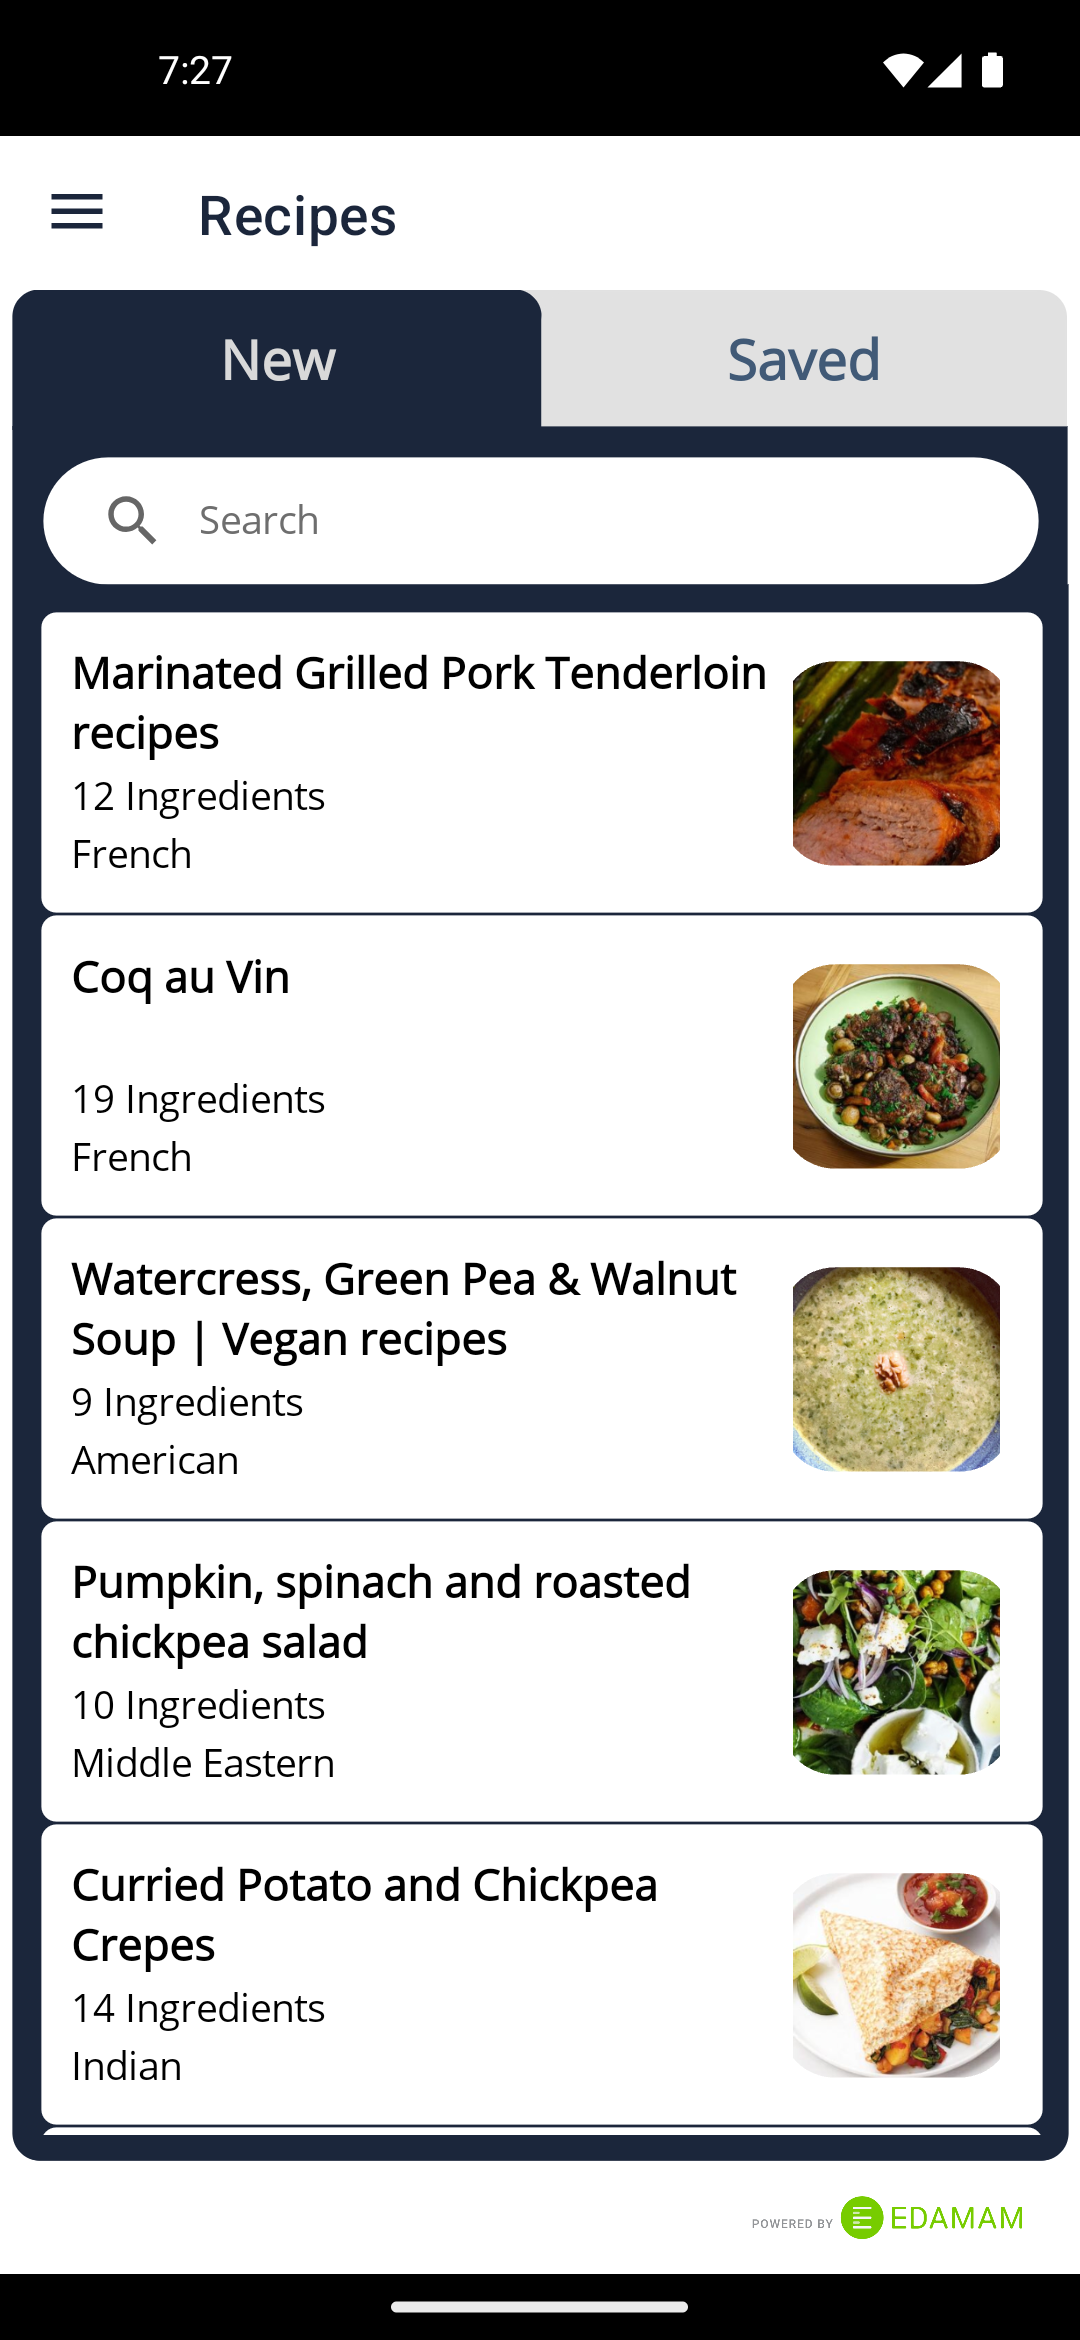 7:27
Recipes
New
Saved
Search
Marinated Grilled Pork Tenderloin
recipes
12 Ingredients
French
Coq au Vin
19 Ingredients
French
Watercress, Green Pea & Walnut
Soup | Vegan recipes
9 Ingredients
American
Pumpkin, spinach and roasted
chickpea salad
10 Ingredients
Middle Eastern
Curried Potato and Chickpea
Crepes
14 Ingredients
Indian
POWERED BY EDAMAM